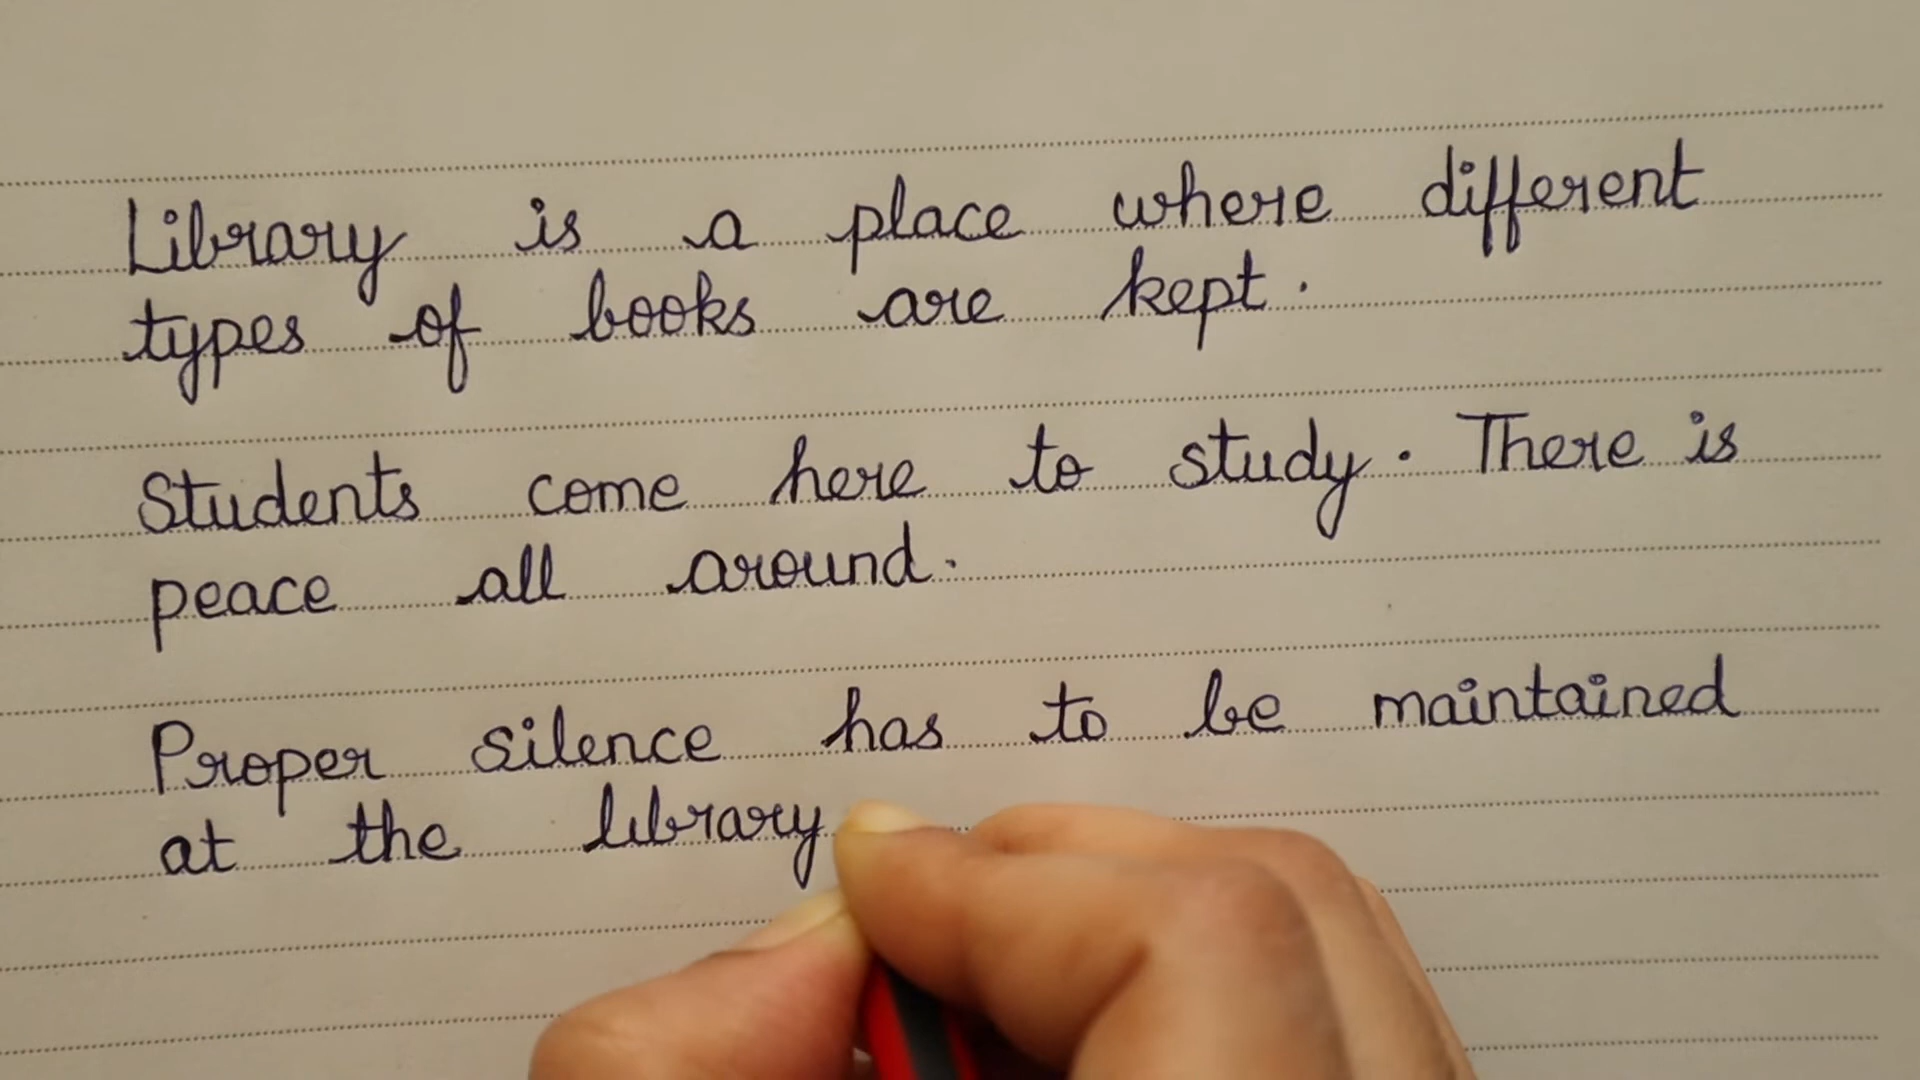 Library is a place where different
types of books are kept.
Students come here to study. There is
peace all around.
Proper silence has to be maintained
at the library